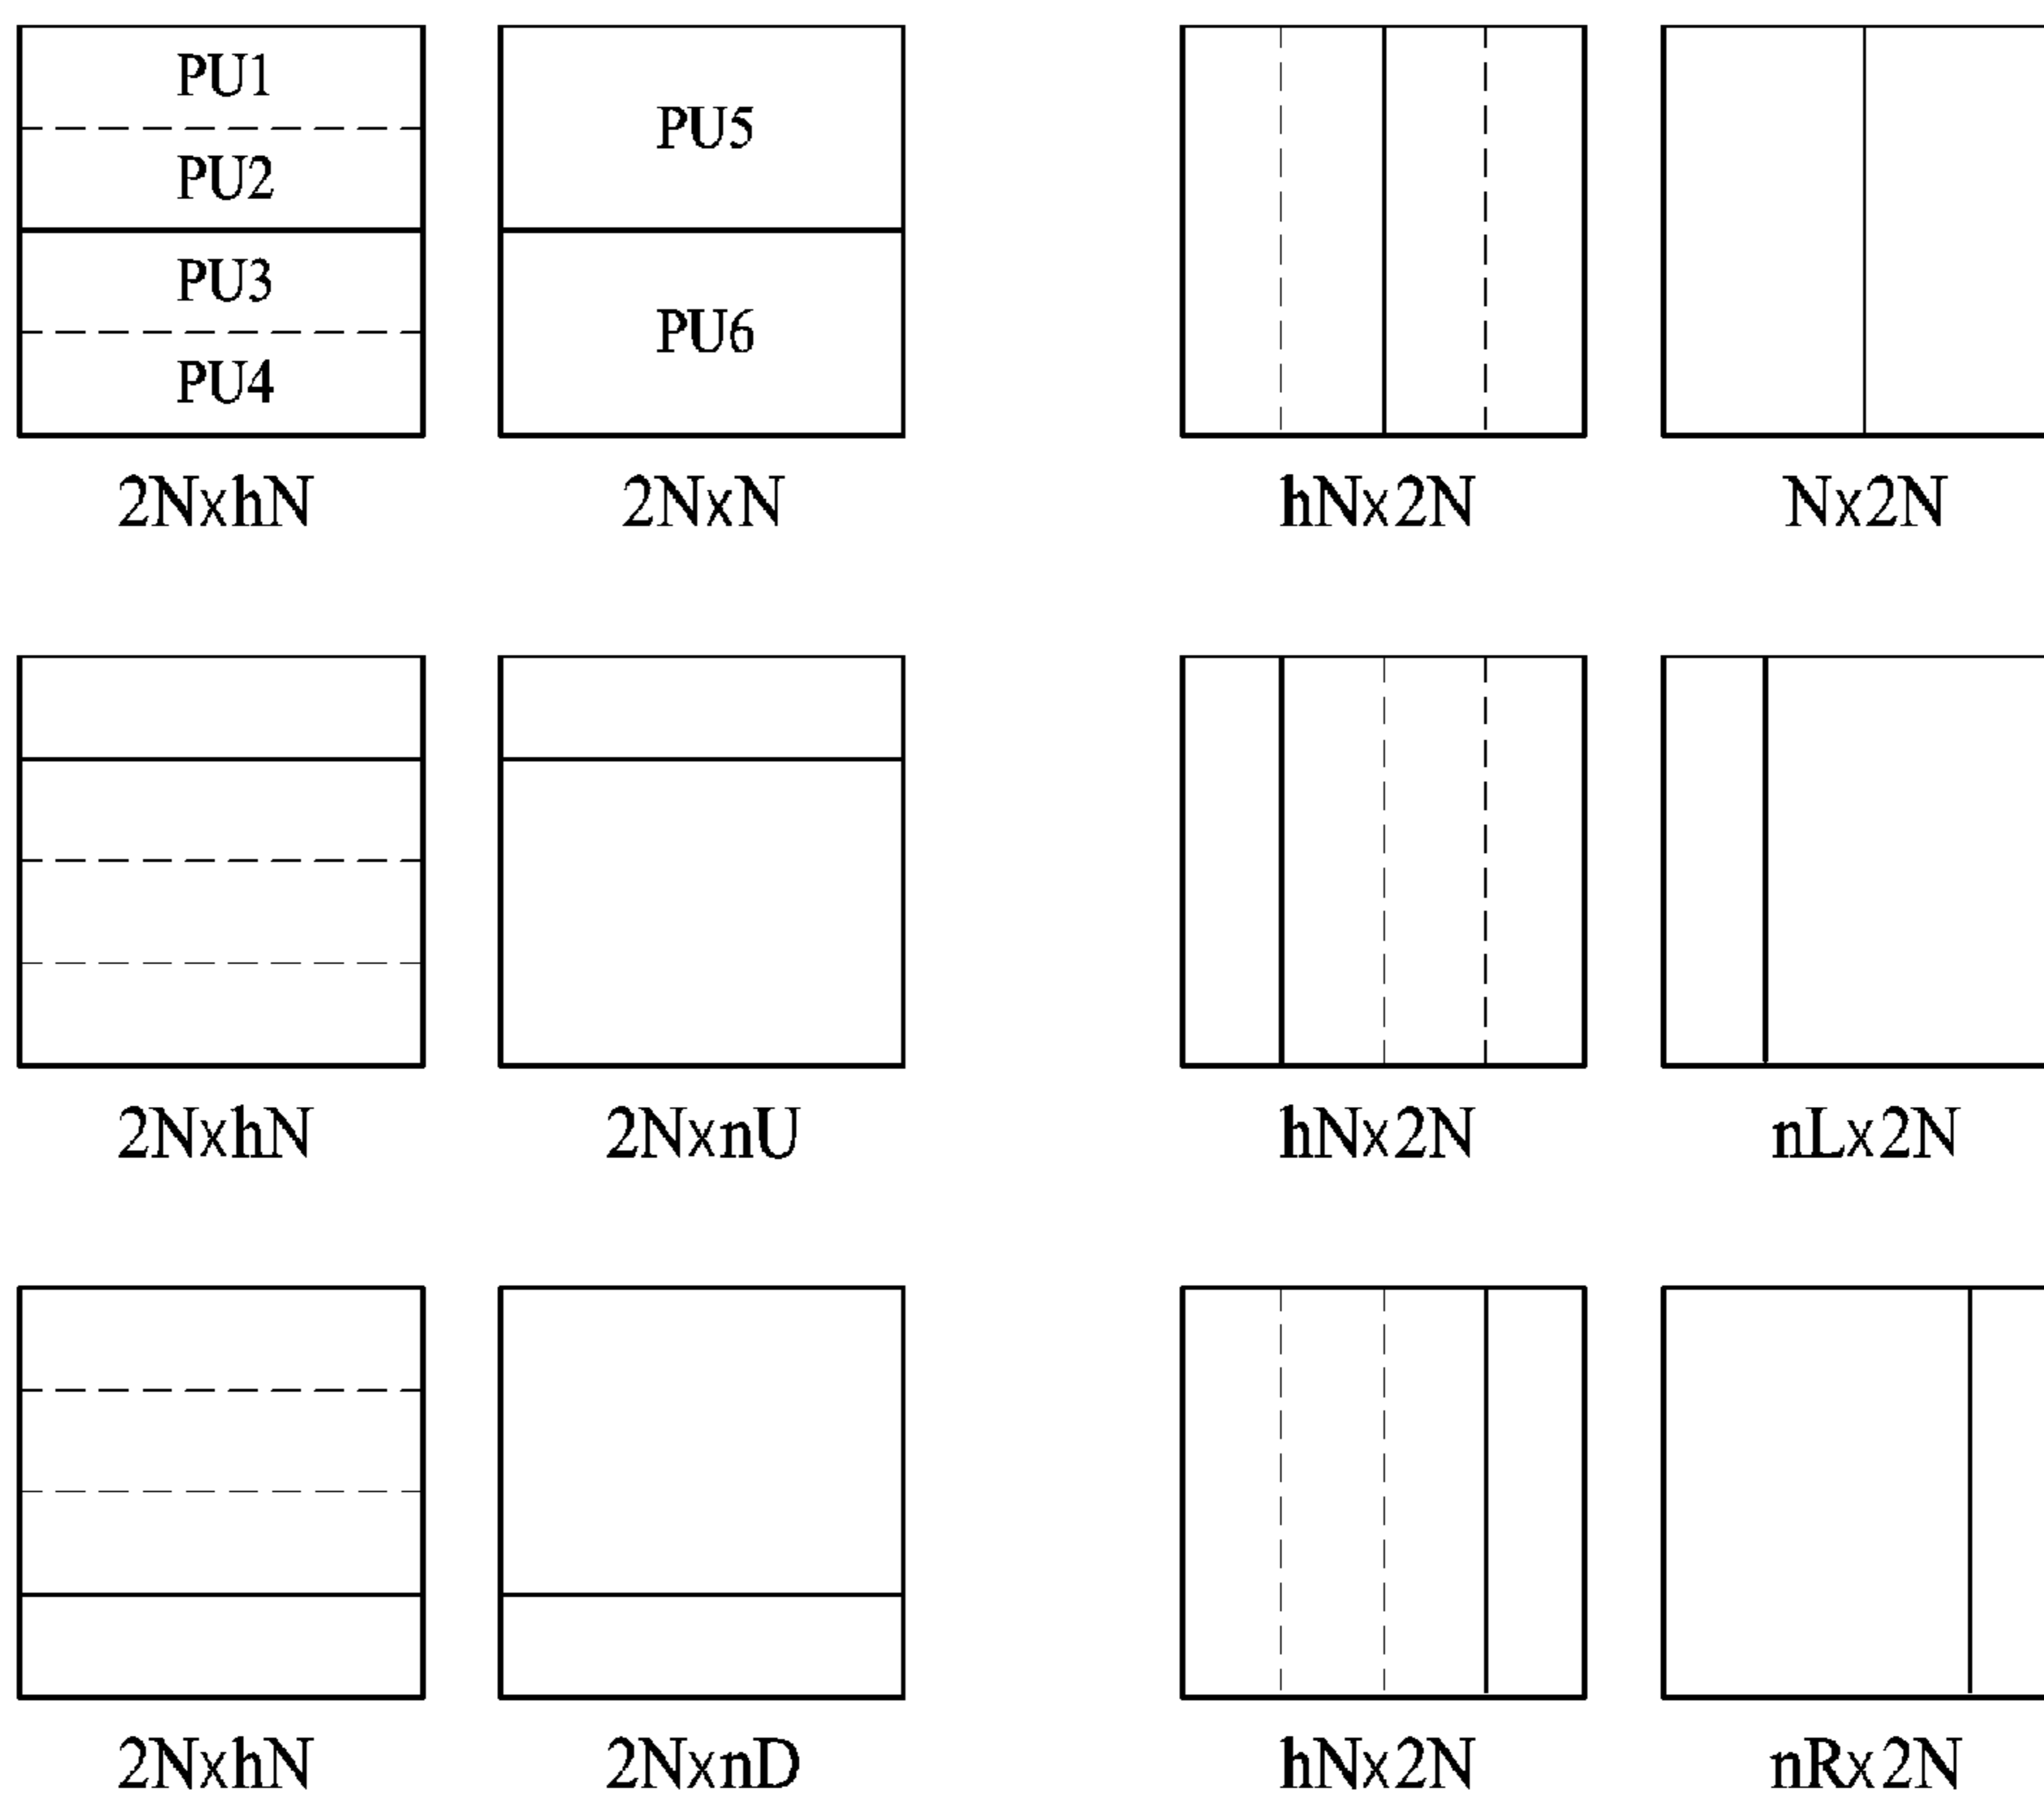 PU1
PU2
PU3
PU4
PU5
PU6
2NxhN
2NxN
hNx2N
Nx2N
2NxhN
2NxnU
hNx2N
nLx2N
2NxhN
2NxnD
hNx2N
nRx2N